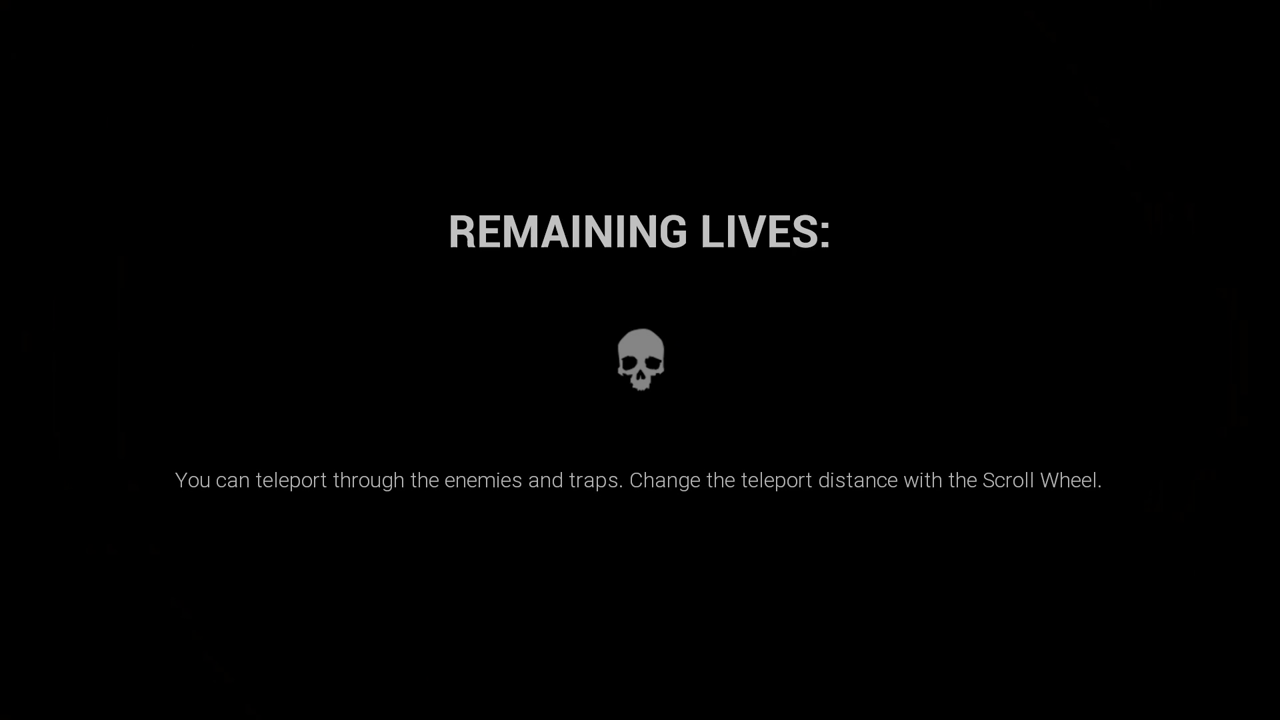 REMAINING LIVES:
You can teleport through the enemies and traps. Change the teleport distance with the Scroll Wheel.